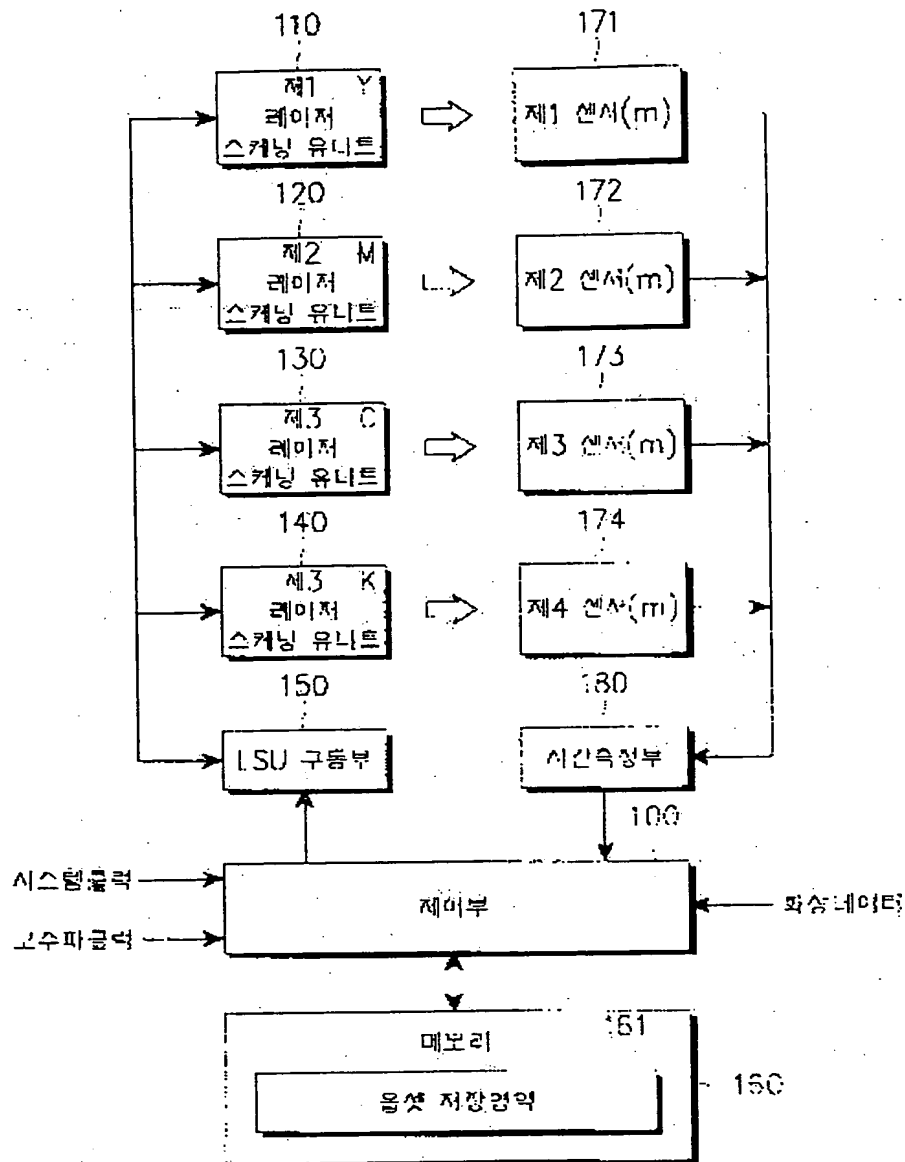 110
171
제1 Y
레이저
스캐닝 유니트
제1 센서(m)
120
172
제2 M
레이저
스캐닝 유니트
제2 센서(m)
130
173
제3 C
레이저
스캐닝 유니트
제3 센서(m)
140
174
제3 K
레이저
스캐닝 유니트
제4 센서(m)
150
180
LSU 구동부
시간측정부
100
시스템클럭
제어부
화상데이터
고주파클럭
161
메모리
옵셋 저장영역
160